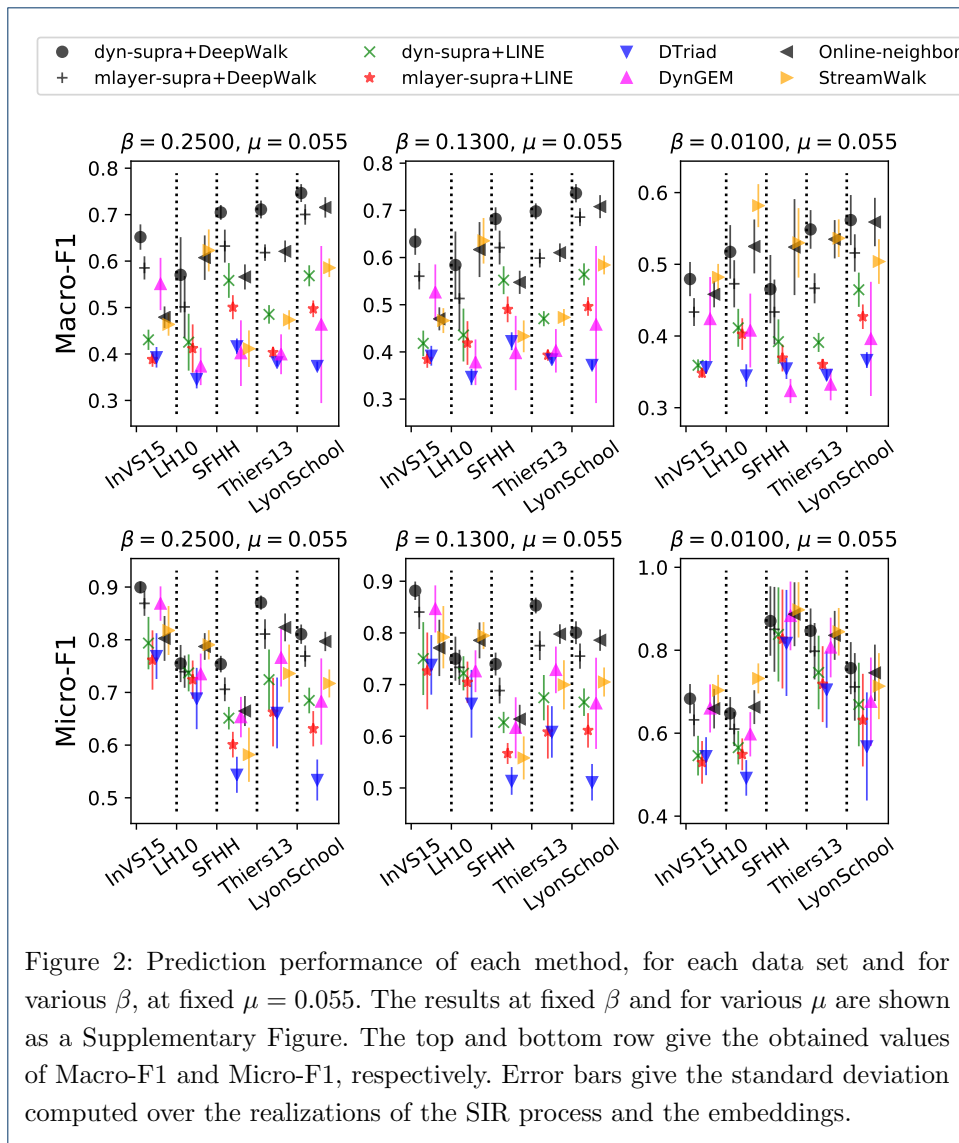 dyn-supra+DeepWalk dyn-supra+LINE DTriad Online-neighbor
mlayer-supra+DeepWalk mlayer-supra+LINE DynGEM StreamWalk
β = 0.2500, μ = 0.055 β = 0.1300, μ = 0.055 β = 0.0100, μ = 0.055
Macro-F1
0.8
0.7
0.6
0.5
0.4
0.3
InVS15 LH10 SFHH Thiers13 LyonSchool
0.8
0.7
0.6
0.5
0.4
0.3
InVS15 LH10 SFHH Thiers13 LyonSchool
0.6
0.5
0.4
0.3
InVS15 LH10 SFHH Thiers13 LyonSchool
β = 0.2500, μ = 0.055 β = 0.1300, μ = 0.055 β = 0.0100, μ = 0.055
Micro-F1
0.9
0.8
0.7
0.6
0.5
InVS15 LH10 SFHH Thiers13 LyonSchool
0.9
0.8
0.7
0.6
0.5
InVS15 LH10 SFHH Thiers13 LyonSchool
1.0
0.8
0.6
0.4
InVS15 LH10 SFHH Thiers13 LyonSchool
Figure 2: Prediction performance of each method, for each data set and for
various β, at fixed μ = 0.055. The results at fixed β and for various μ are shown
as a Supplementary Figure. The top and bottom row give the obtained values
of Macro-F1 and Micro-F1, respectively. Error bars give the standard deviation
computed over the realizations of the SIR process and the embeddings.